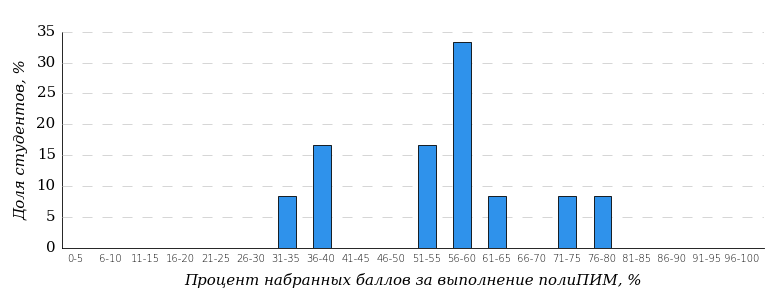 Доля студентов, %
35
30
25
20
15
10
5
0
0-5 6-10 11-15 16-20 21-25 26-30 31-35 36-40 41-45 46-50 51-55 56-60 61-65 66-70 71-75 76-80 81-85 86-90 91-95 96-100
Процент набранных баллов за выполнение полиПИМ, %